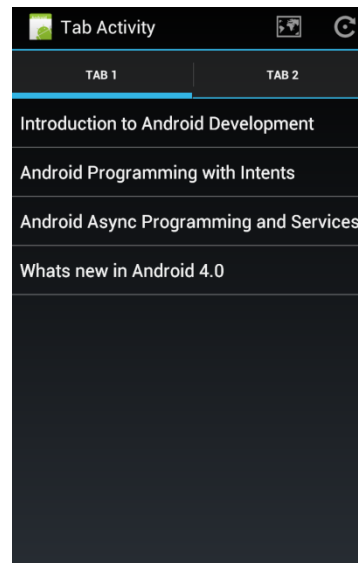 Tab Activity
TAB 1
TAB 2
Introduction to Android Development
Android Programming with Intents
Android Async Programming and Services
Whats new in Android 4.0